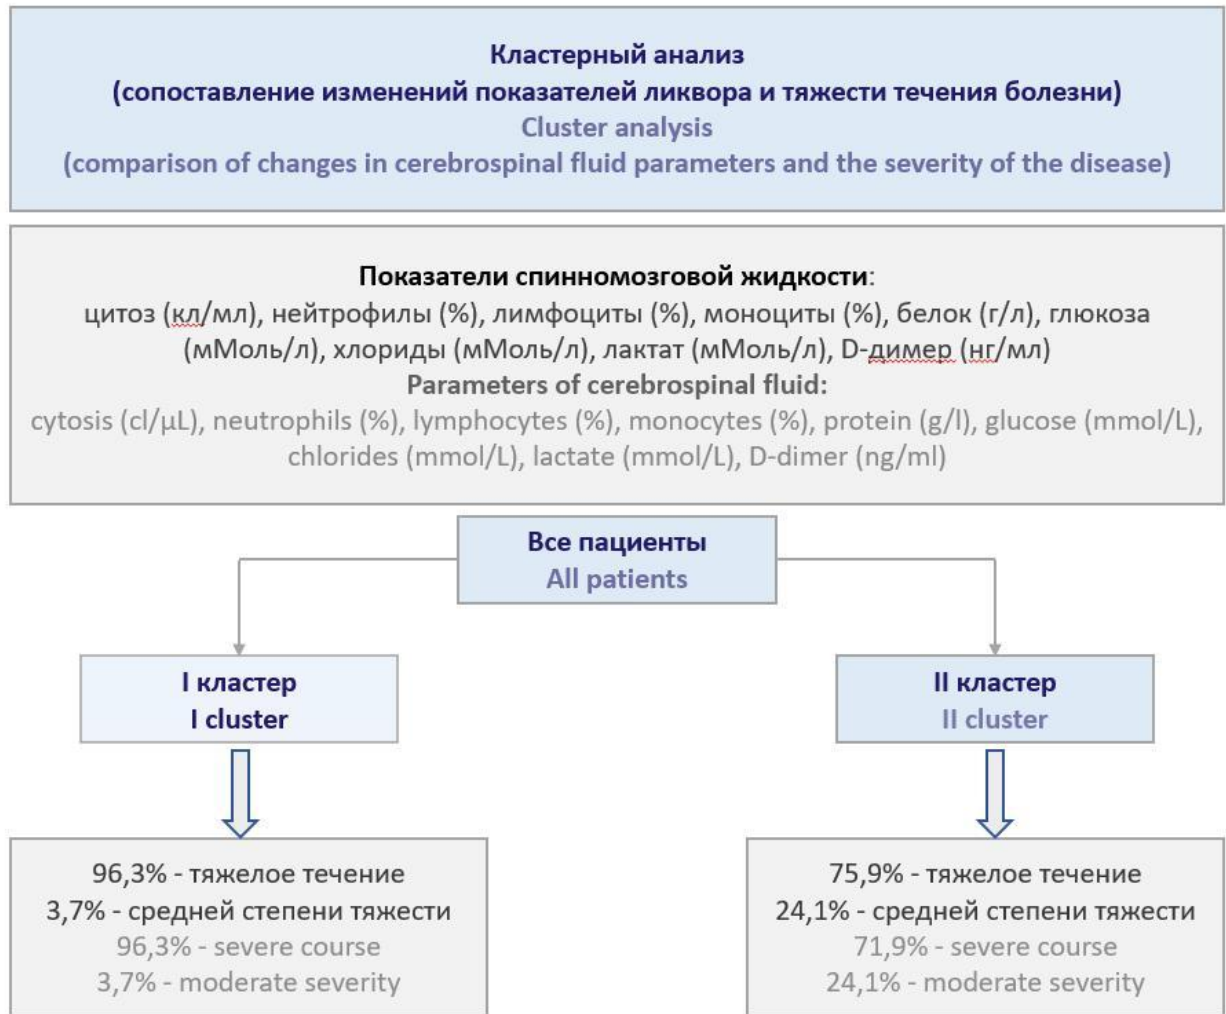 Кластерный анализ
(сопоставление изменений показателей ликвора и тяжести течения болезни)
Cluster analysis
(comparison of changes in cerebrospinal fluid parameters and the severity of the disease)
Показатели спинномозговой жидкости:
цитоз (кл/мл), нейтрофилы (%), лимфоциты (%), моноциты (%), белок (г/л), глюкоза
(мМоль/л), хлориды (мМоль/л), лактат (мМоль/л), D-димер (нг/мл)
Parameters of cerebrospinal fluid:
cytosis (cl/µL), neutrophils (%), lymphocytes (%), monocytes (%), protein (g/l), glucose (mmol/L),
chlorides (mmol/L), lactate (mmol/L), D-dimer (ng/ml)
Все пациенты
All patients
I кластер
I cluster
II кластер
II cluster
96,3% - тяжелое течение
3,7% - средней степени тяжести
96,3% - severe course
3,7% - moderate severity
75,9% - тяжелое течение
24,1% - средней степени тяжести
71,9% - severe course
24,1% - moderate severity